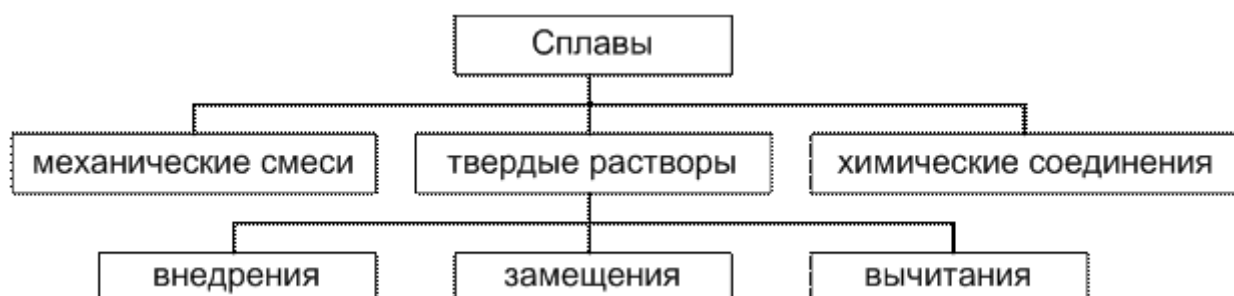 Сплавы
механические смеси
твердые растворы
химические соединения
внедрения
замещения
вычитания